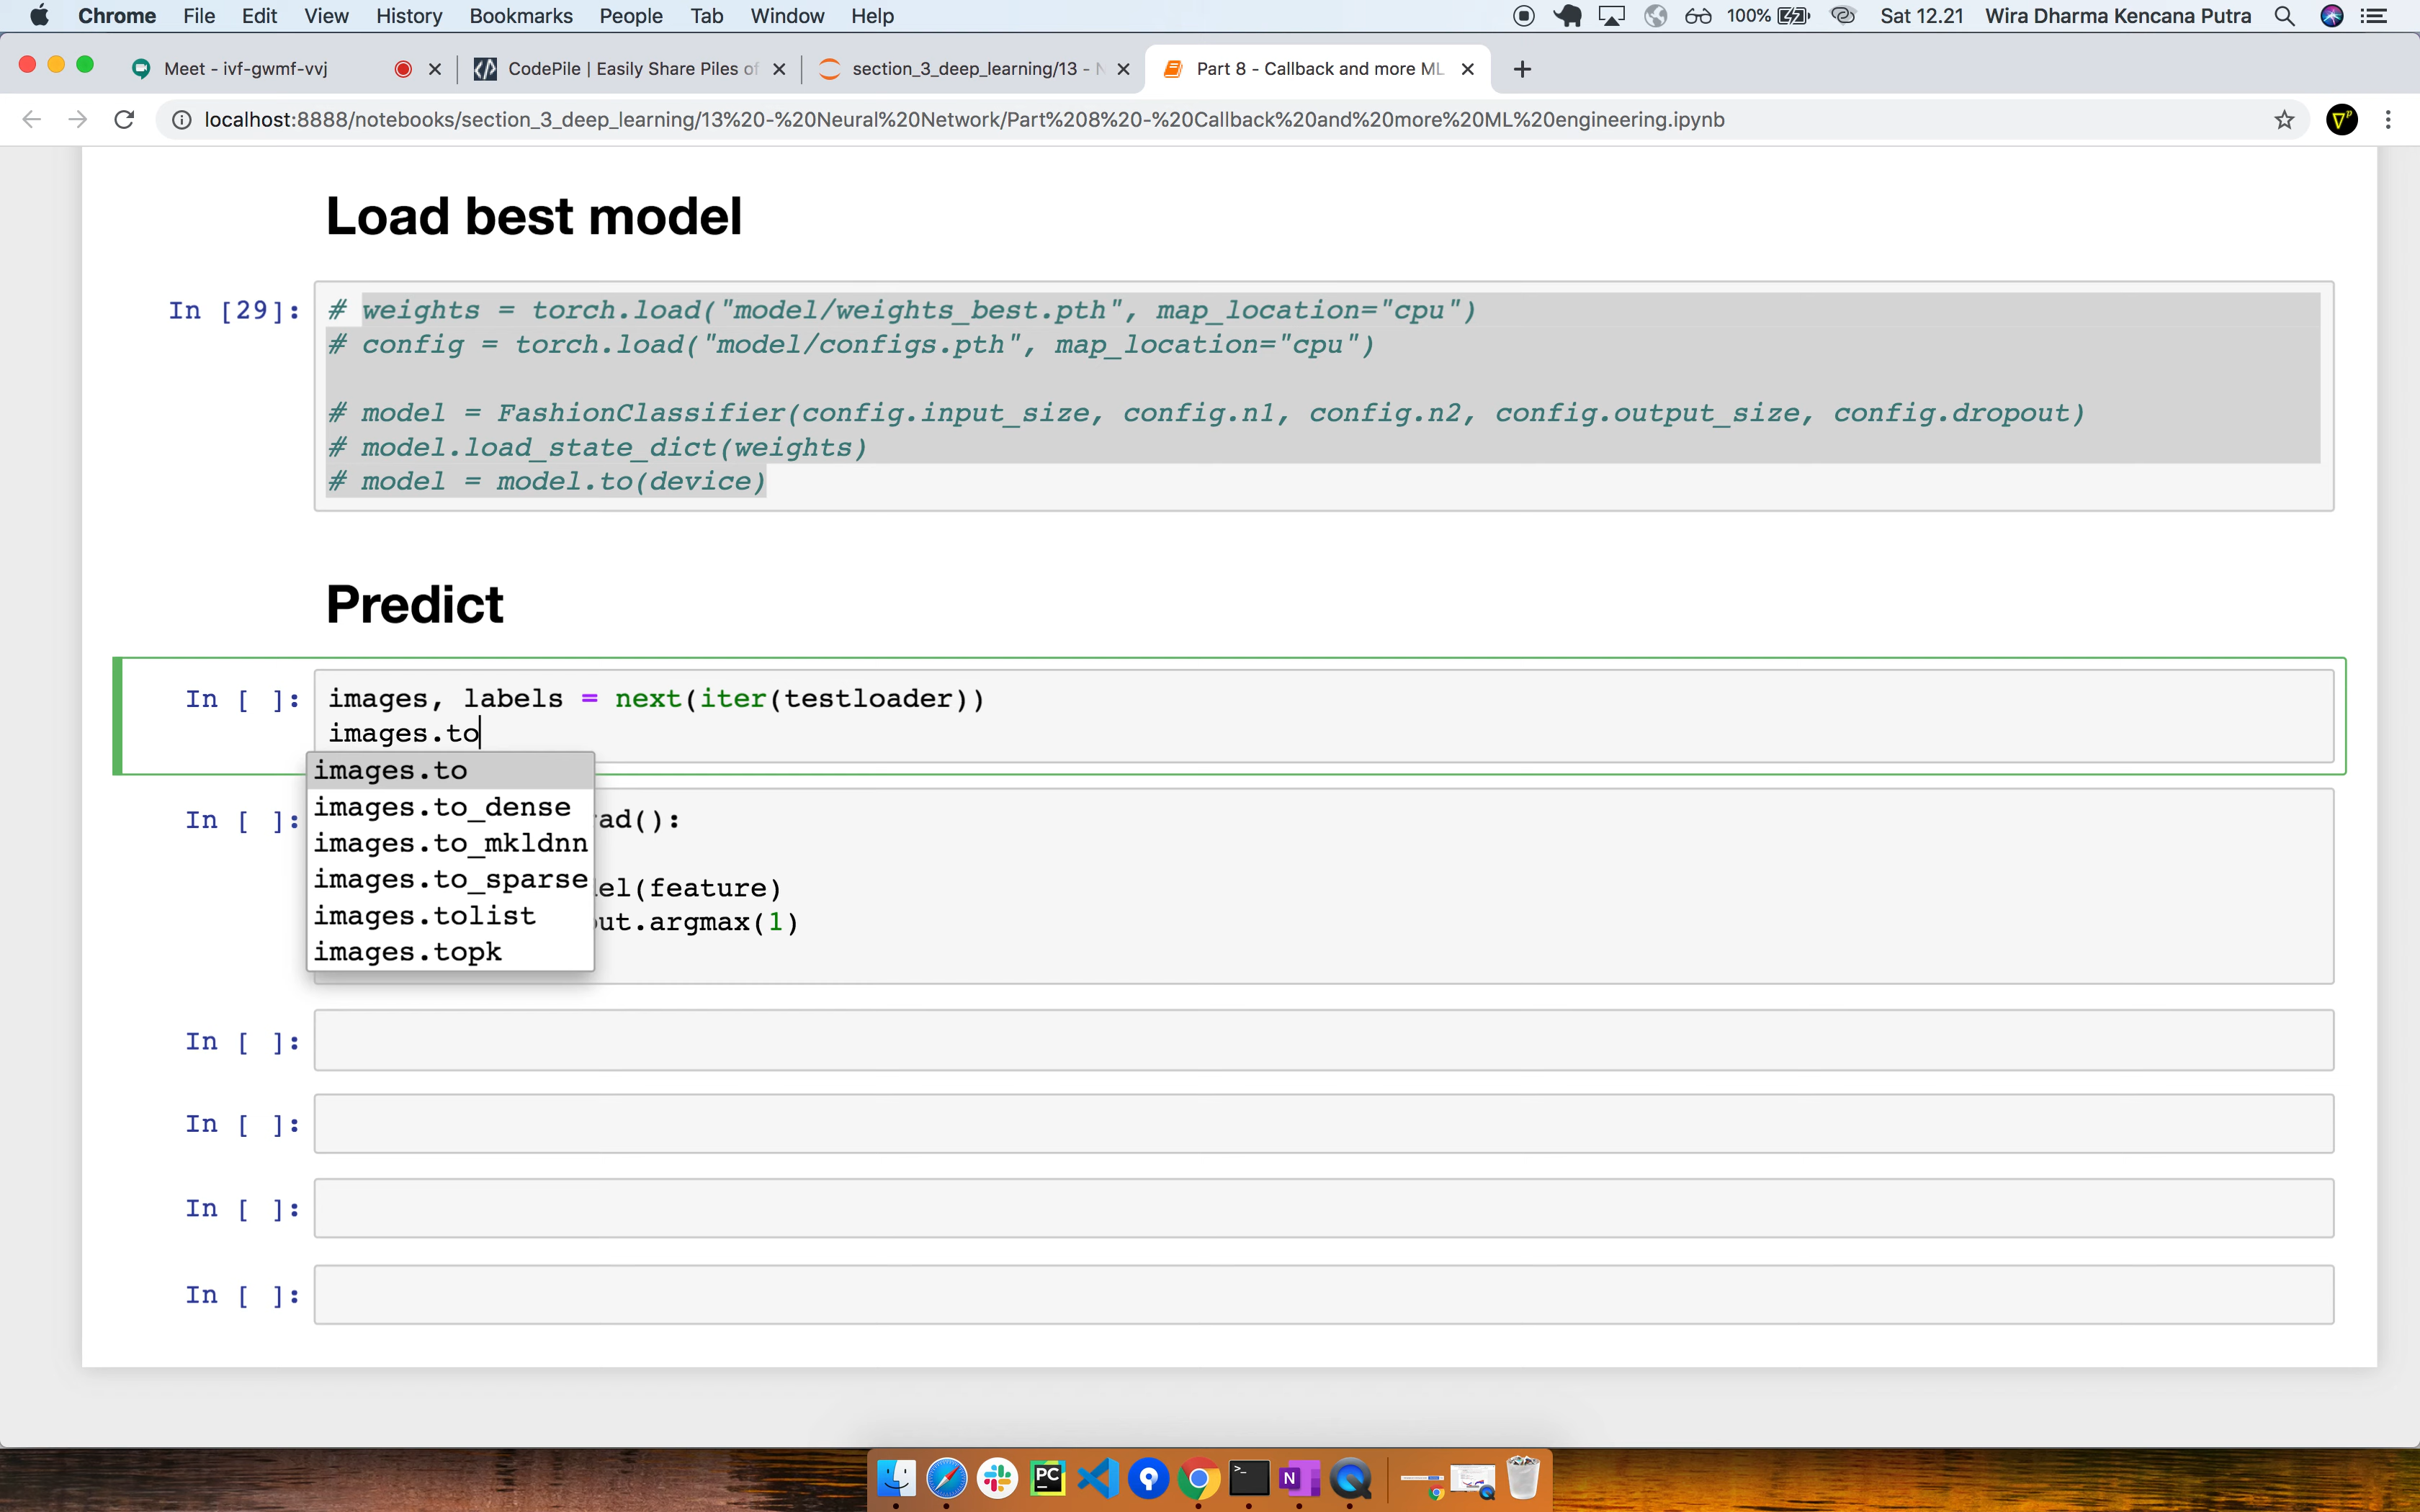 Chrome File Edit View History Bookmarks People Tab Window Help 100% Sat 12.21 Wira Dharma Kencana Putra
Meet - ivf-gwmf-vvj CodePile | Easily Share Piles of section_3_deep_learning/13 - Part 8 - Callback and more ML
localhost:8888/notebooks/section_3_deep_learning/13%20-%20Neural%20Network/Part%208%20-%20Callback%20and%20more%20ML%20engineering.ipynb
Load best model
In [29]: # weights = torch.load("model/weights_best.pth", map_location="cpu")
# config = torch.load("model/configs.pth", map_location="cpu")
# model = FashionClassifier(config.input_size, config.n1, config.n2, config.output_size, config.dropout)
# model.load_state_dict(weights)
# model = model.to(device)
Predict
In [ ]: images, labels = next(iter(testloader))
images.to
images.to
images.to_dense
In [ ]: rad():
images.to_mkldnn
images.to_sparse
el(feature)
images.tolist
ut.argmax(1)
images.topk
In [ ]:
In [ ]:
In [ ]:
In [ ]:
PC
N